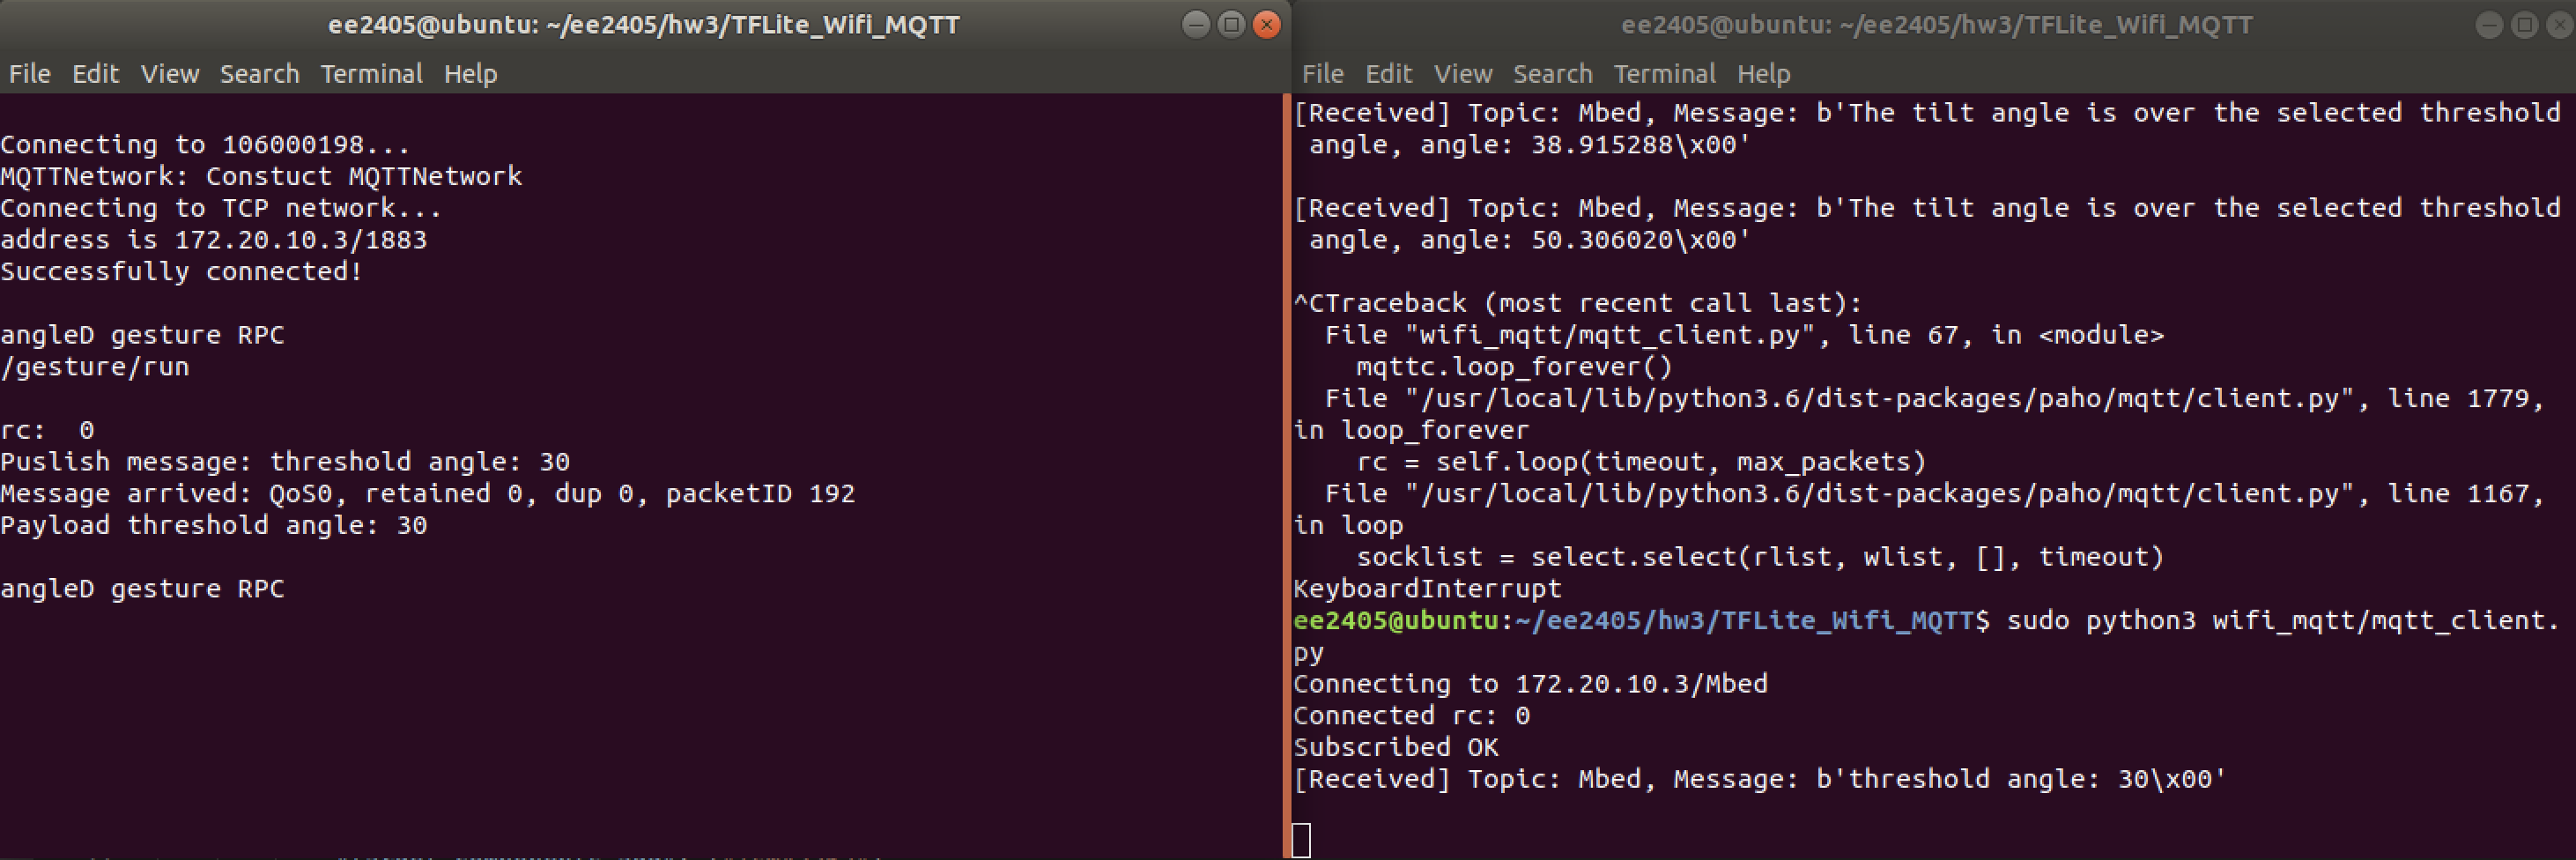 ee2405@ubuntu: ~/ee2405/hw3/TFLite_Wifi_MQTT
File Edit View Search Terminal Help
Connecting to 106000198...
MQTTNetwork: Constuct MQTTNetwork
Connecting to TCP network...
address is 172.20.10.3/1883
Successfully connected!
angleD gesture RPC
/gesture/run
rc:  0
Puslish message: threshold angle: 30
Message arrived: QoS0, retained 0, dup 0, packetID 192
Payload threshold angle: 30
angleD gesture RPC
ee2405@ubuntu: ~/ee2405/hw3/TFLite_Wifi_MQTT
File Edit View Search Terminal Help
[Received] Topic: Mbed, Message: b'The tilt angle is over the selected threshold
 angle, angle: 38.915288\x00'
[Received] Topic: Mbed, Message: b'The tilt angle is over the selected threshold
 angle, angle: 50.306020\x00'
^CTraceback (most recent call last):
  File "wifi_mqtt/mqtt_client.py", line 67, in <module>
    mqttc.loop_forever()
  File "/usr/local/lib/python3.6/dist-packages/paho/mqtt/client.py", line 1779,
in loop_forever
    rc = self.loop(timeout, max_packets)
  File "/usr/local/lib/python3.6/dist-packages/paho/mqtt/client.py", line 1167,
in loop
    socklist = select.select(rlist, wlist, [], timeout)
KeyboardInterrupt
ee2405@ubuntu:~/ee2405/hw3/TFLite_Wifi_MQTT$ sudo python3 wifi_mqtt/mqtt_client.
py
Connecting to 172.20.10.3/Mbed
Connected rc: 0
Subscribed OK
[Received] Topic: Mbed, Message: b'threshold angle: 30\x00'